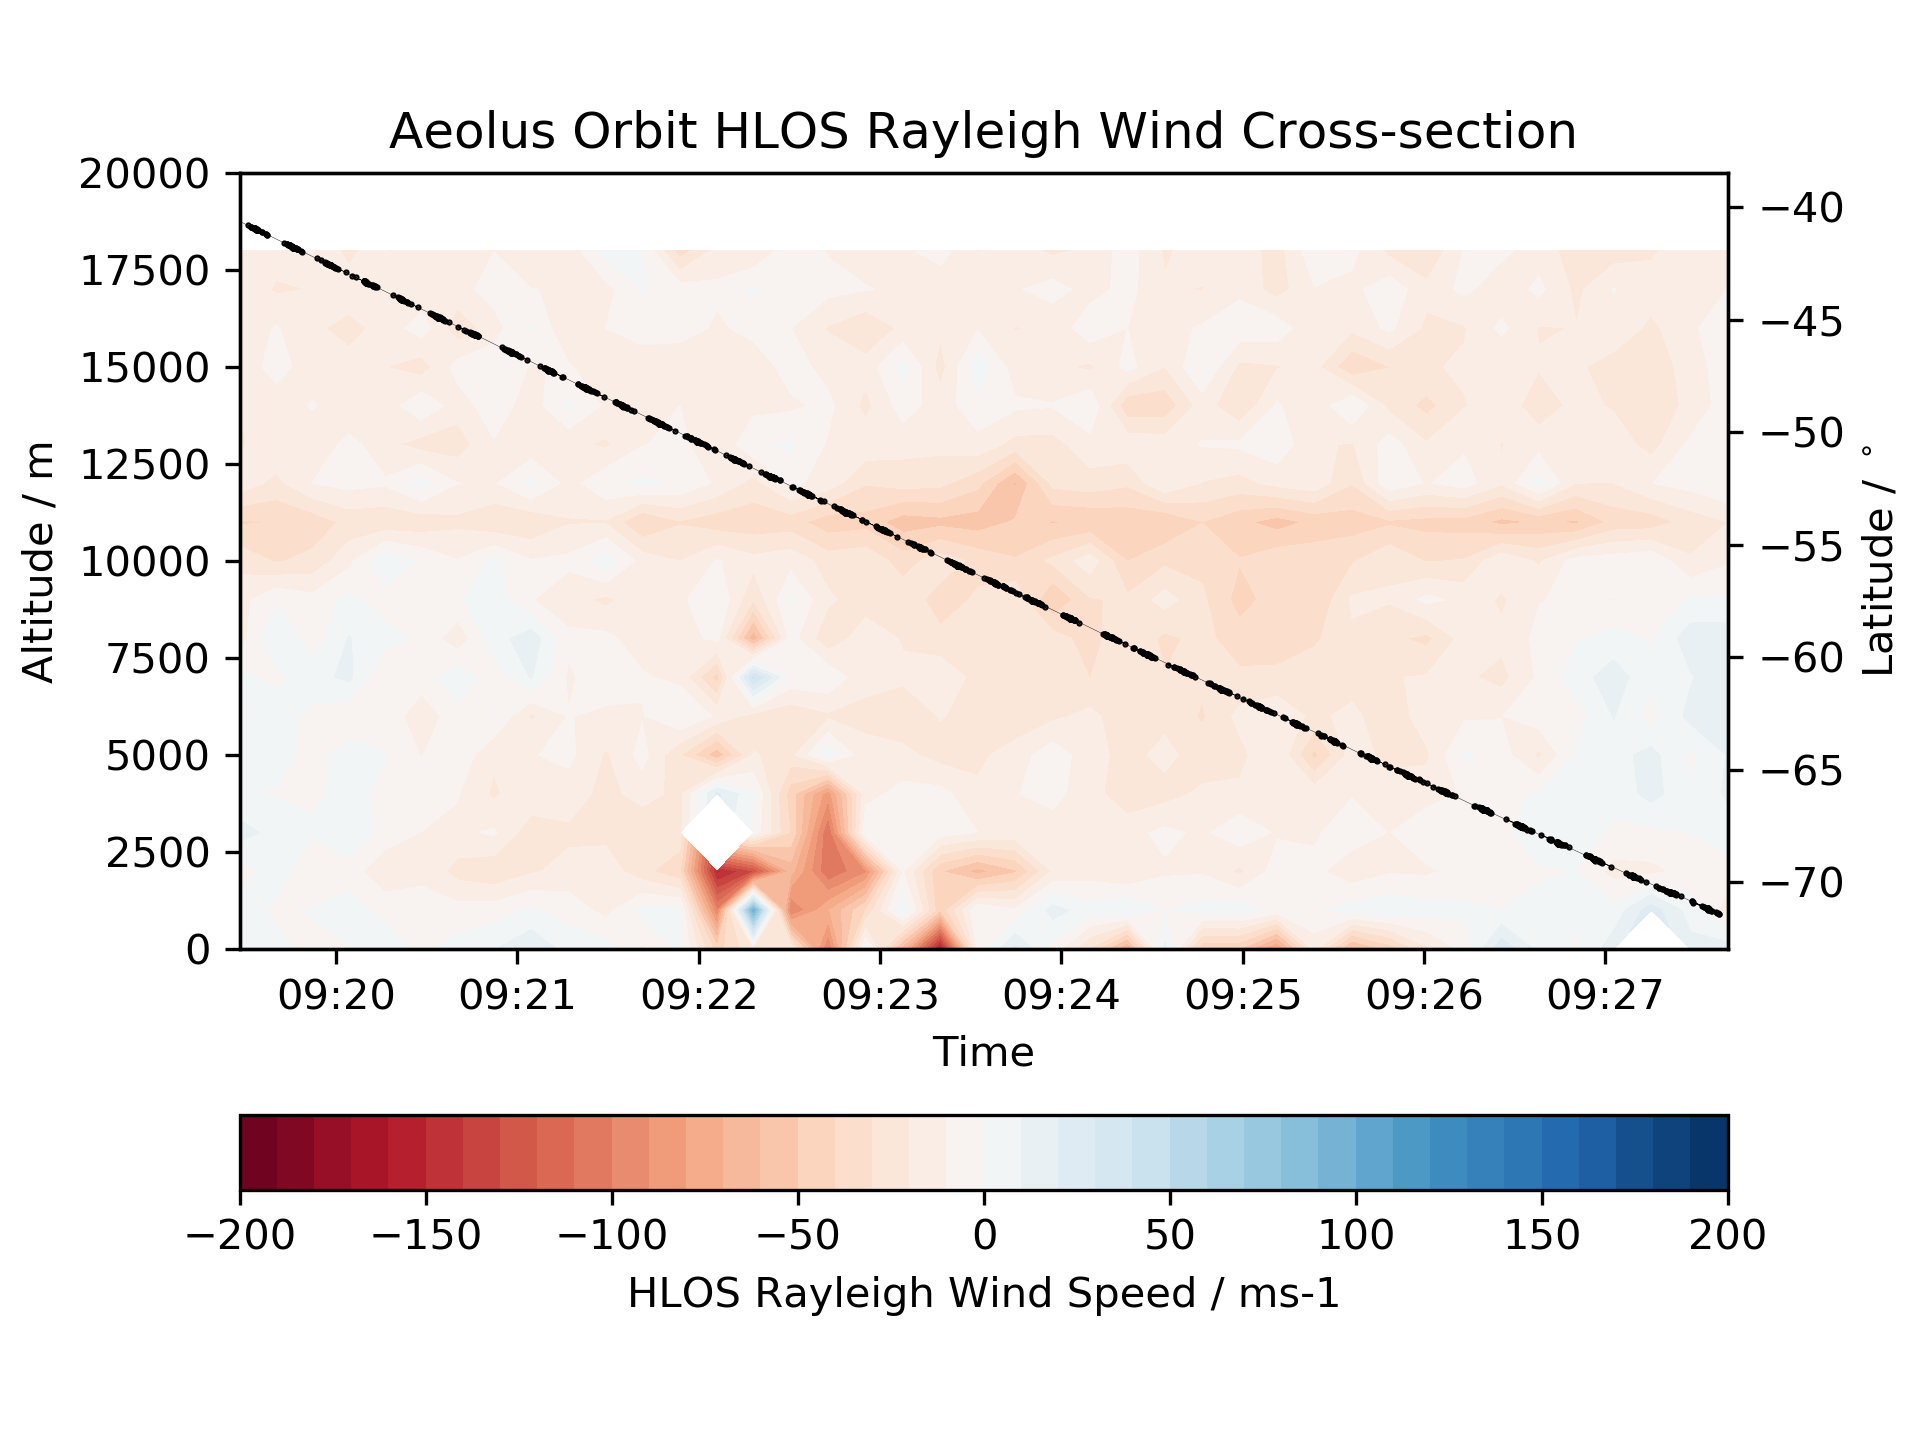 Aeolus Orbit HLOS Rayleigh Wind Cross-section
20000
17500
15000
12500
10000
7500
5000
2500
0
Altitude / m
−40
−45
−50
−55
−60
−65
−70
Latitude / °
09:20 09:21 09:22 09:23 09:24 09:25 09:26 09:27
Time
−200 −150 −100 −50 0 50 100 150 200
HLOS Rayleigh Wind Speed / ms-1